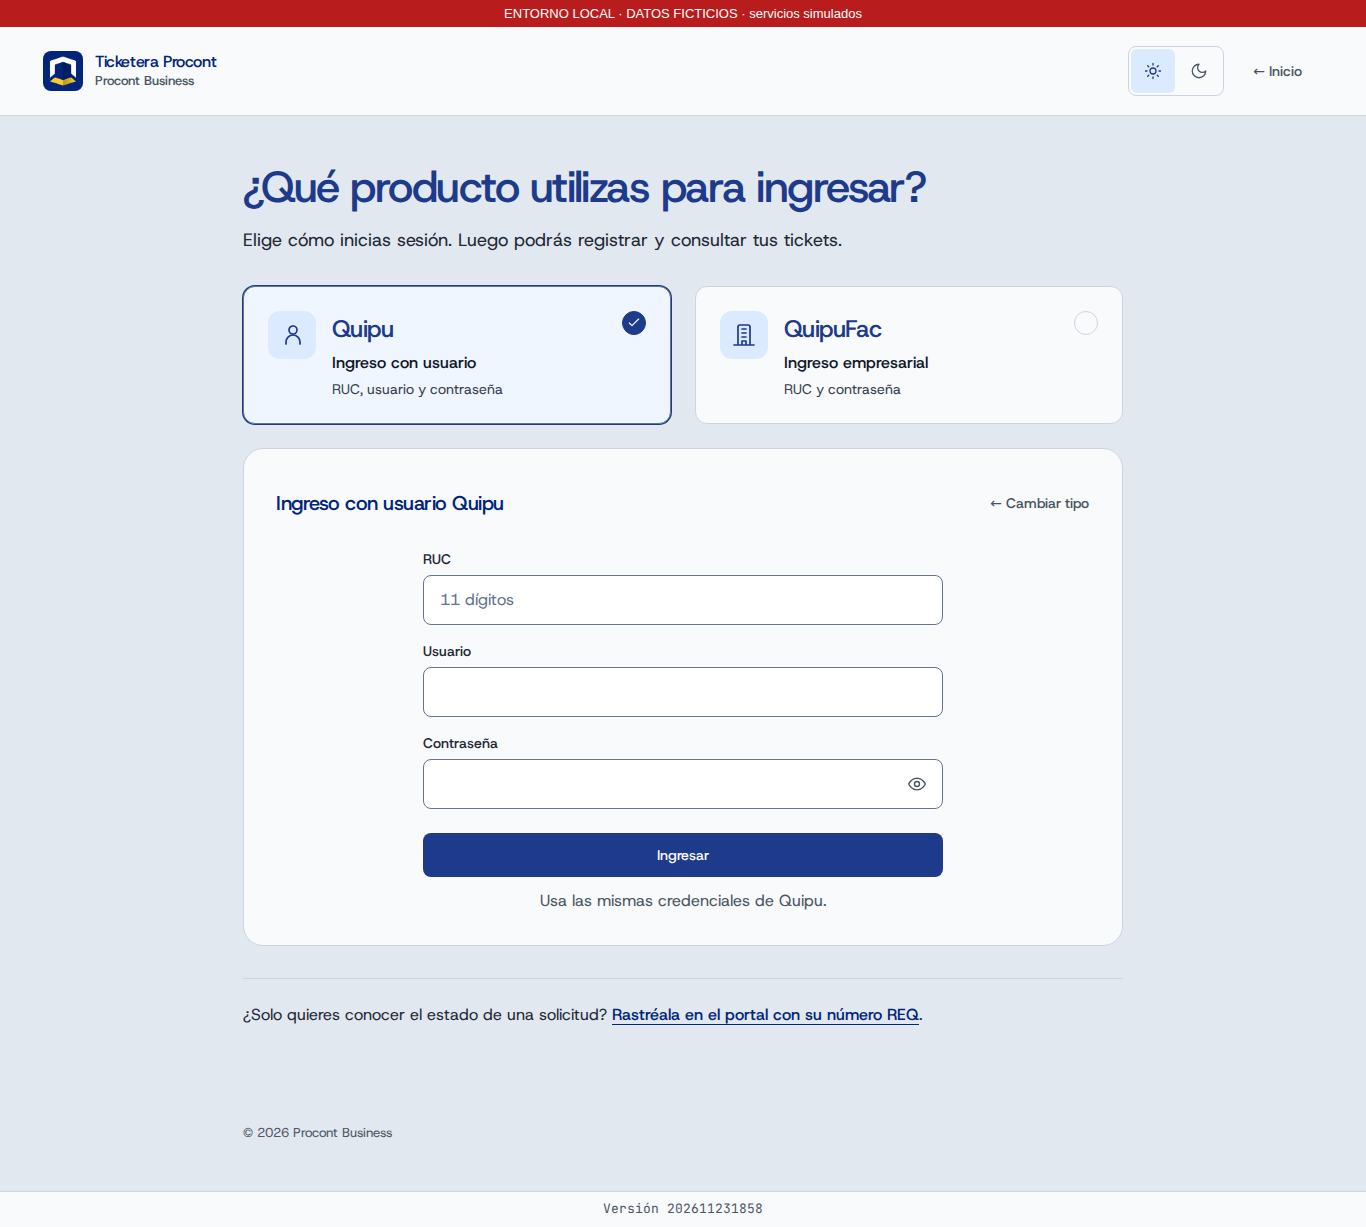 ENTORNO LOCAL · DATOS FICTICIOS · servicios simulados
Ticketera Procont
Procont Business
← Inicio
¿Qué producto utilizas para ingresar?
Elige cómo inicias sesión. Luego podrás registrar y consultar tus tickets.
Quipu
Ingreso con usuario
RUC, usuario y contraseña
QuipuFac
Ingreso empresarial
RUC y contraseña
Ingreso con usuario Quipu
← Cambiar tipo
RUC
11 dígitos
Usuario
Contraseña
Ingresar
Usa las mismas credenciales de Quipu.
¿Solo quieres conocer el estado de una solicitud? Rastréala en el portal con su número REQ.
© 2026 Procont Business
Versión 202611231858